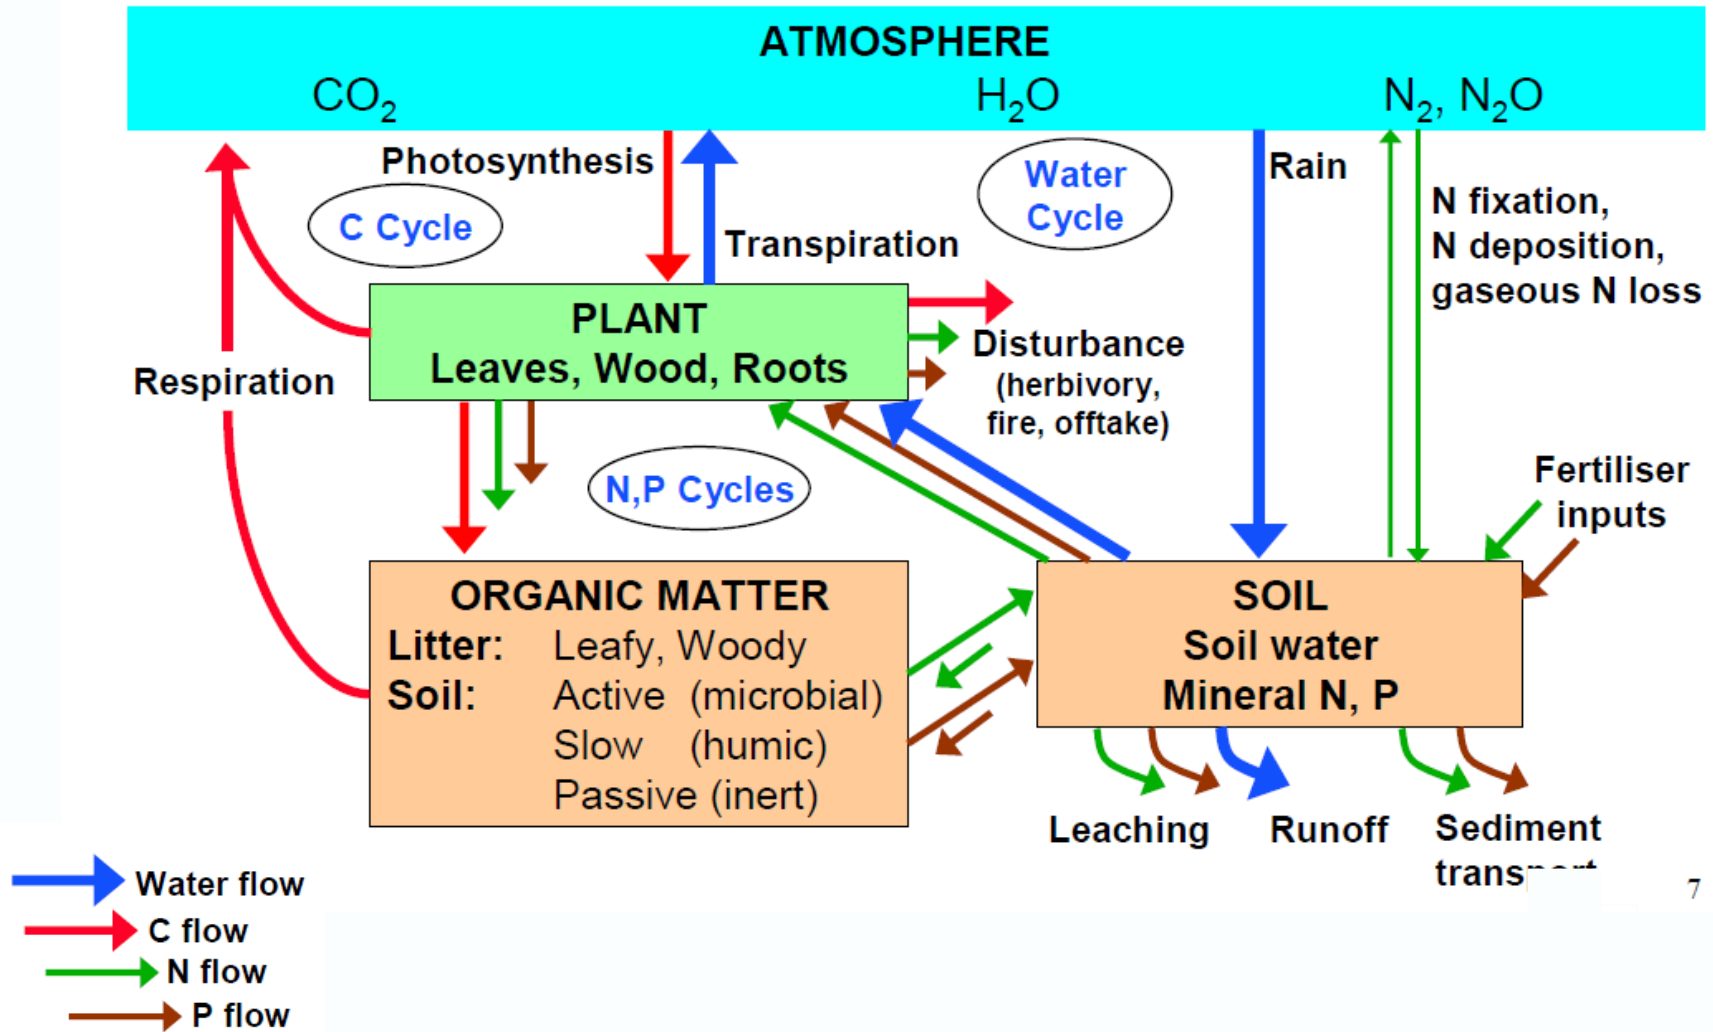 ATMOSPHERE
CO₂
H₂O
N₂, N₂O
Photosynthesis
C Cycle
Transpiration
Water
Cycle
Rain
N fixation,
N deposition,
gaseous N loss
PLANT
Leaves, Wood, Roots
Disturbance
(herbivory,
fire, offtake)
Respiration
N,P Cycles
Fertiliser
inputs
ORGANIC MATTER
Litter: Leafy, Woody
Soil: Active (microbial)
Slow (humic)
Passive (inert)
SOIL
Soil water
Mineral N, P
Leaching
Runoff
Sediment
transport
7
Water flow
C flow
N flow
P flow